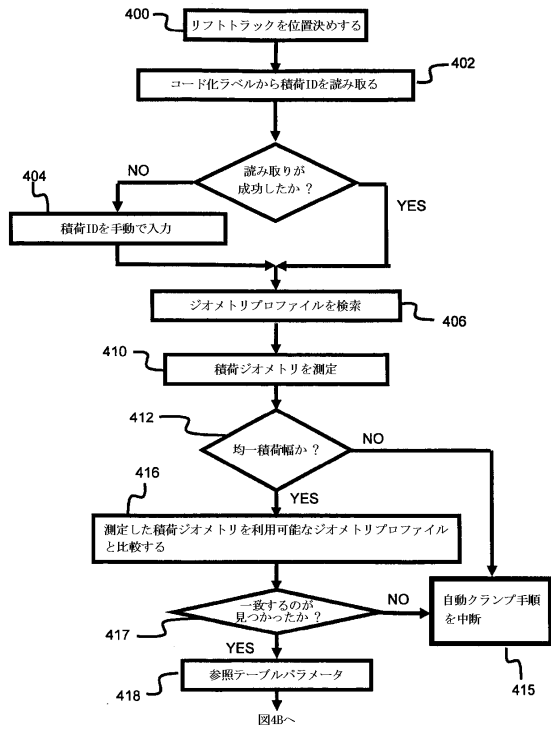 400
リフトトラックを位置決めする
コード化ラベルから積荷IDを読み取る
402
読み取りが
成功したか ?
NO
YES
404
積荷IDを手動で入力
ジオメトリプロファイルを検索
406
410
積荷ジオメトリを測定
412
均一積荷幅か ?
NO
YES
416
測定した積荷ジオメトリを利用可能なジオメトリプロファイル
と比較する
一致するのが
見つかったか ?
NO
417
YES
自動クランプ手順
を中断
415
参照テーブルパラメータ
418
図4Bへ